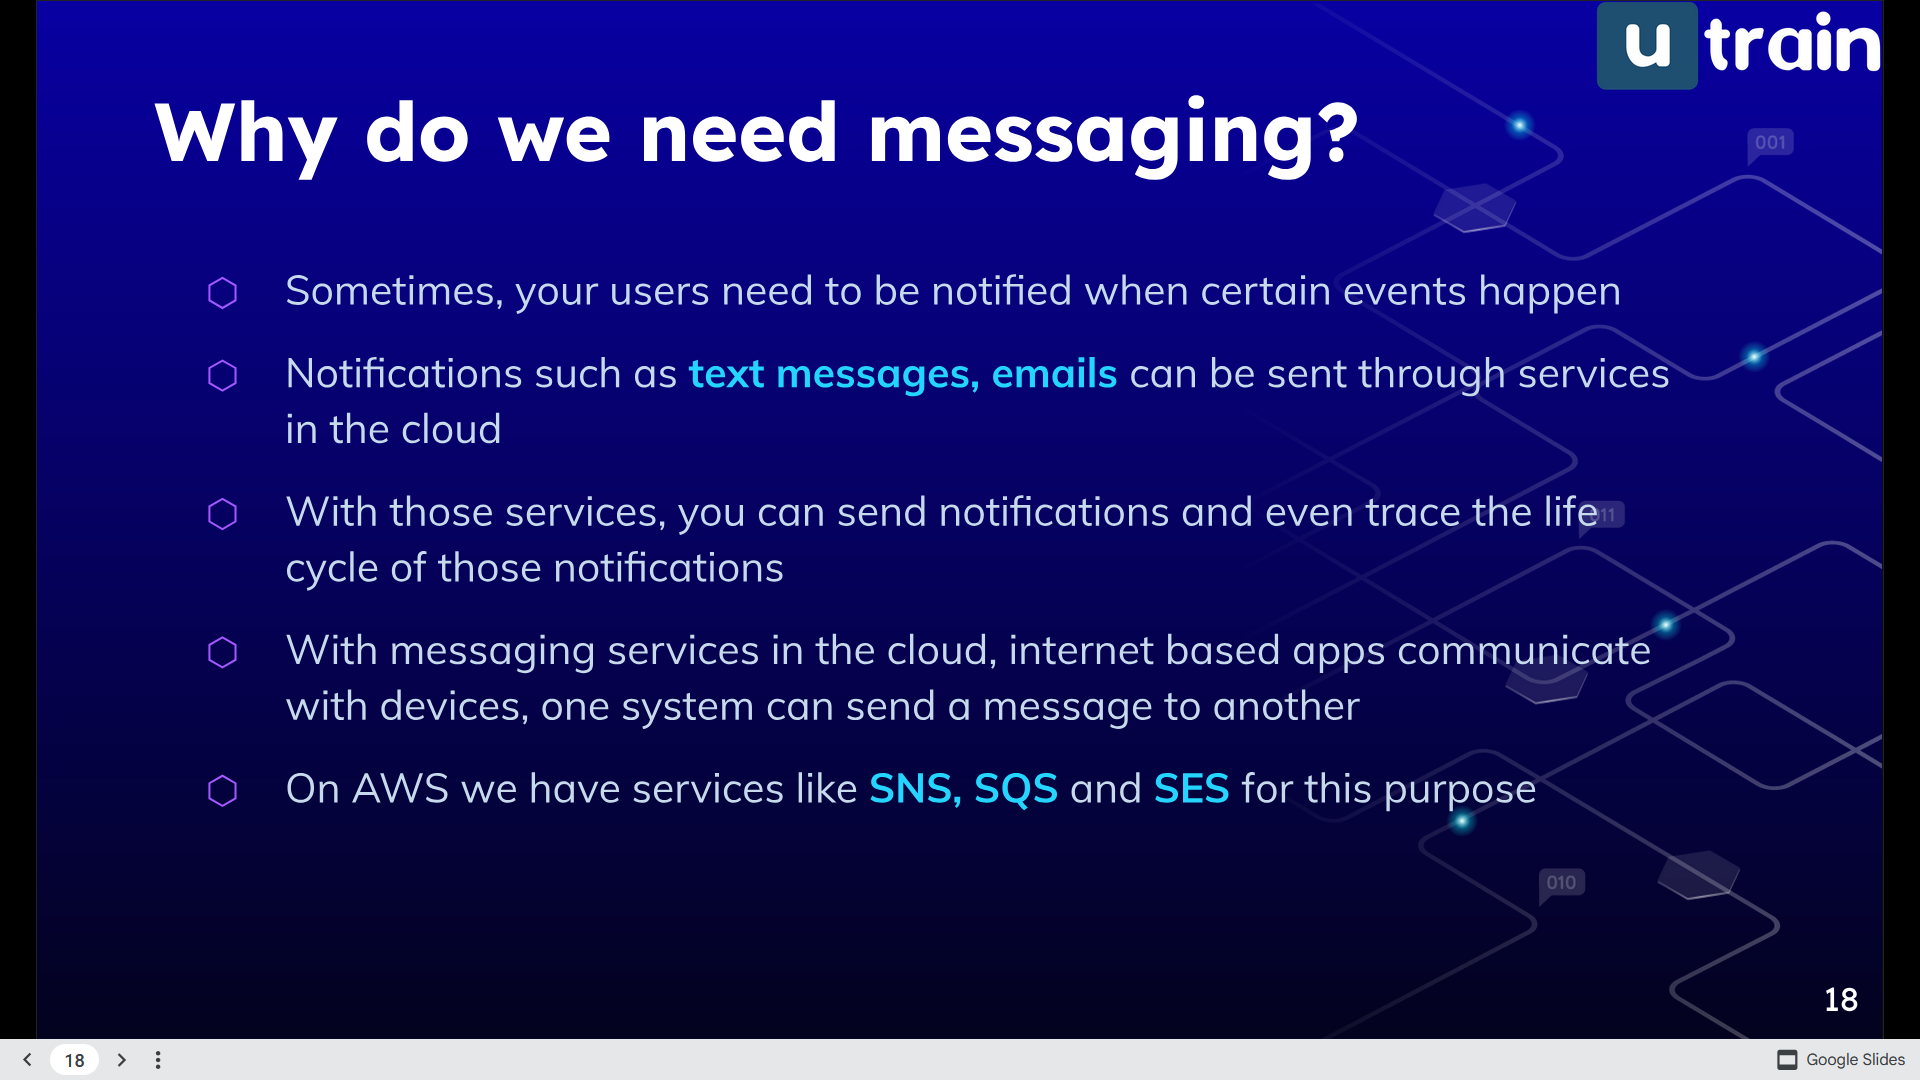 u train
Why do we need messaging?
001
Sometimes, your users need to be notified when certain events happen
Notifications such as text messages, emails can be sent through services
in the cloud
With those services, you can send notifications and even trace the life
011
cycle of those notifications
With messaging services in the cloud, internet based apps communicate
with devices, one system can send a message to another
On AWS we have services like SNS, SQS and SES for this purpose
010
18
18
Google Slides